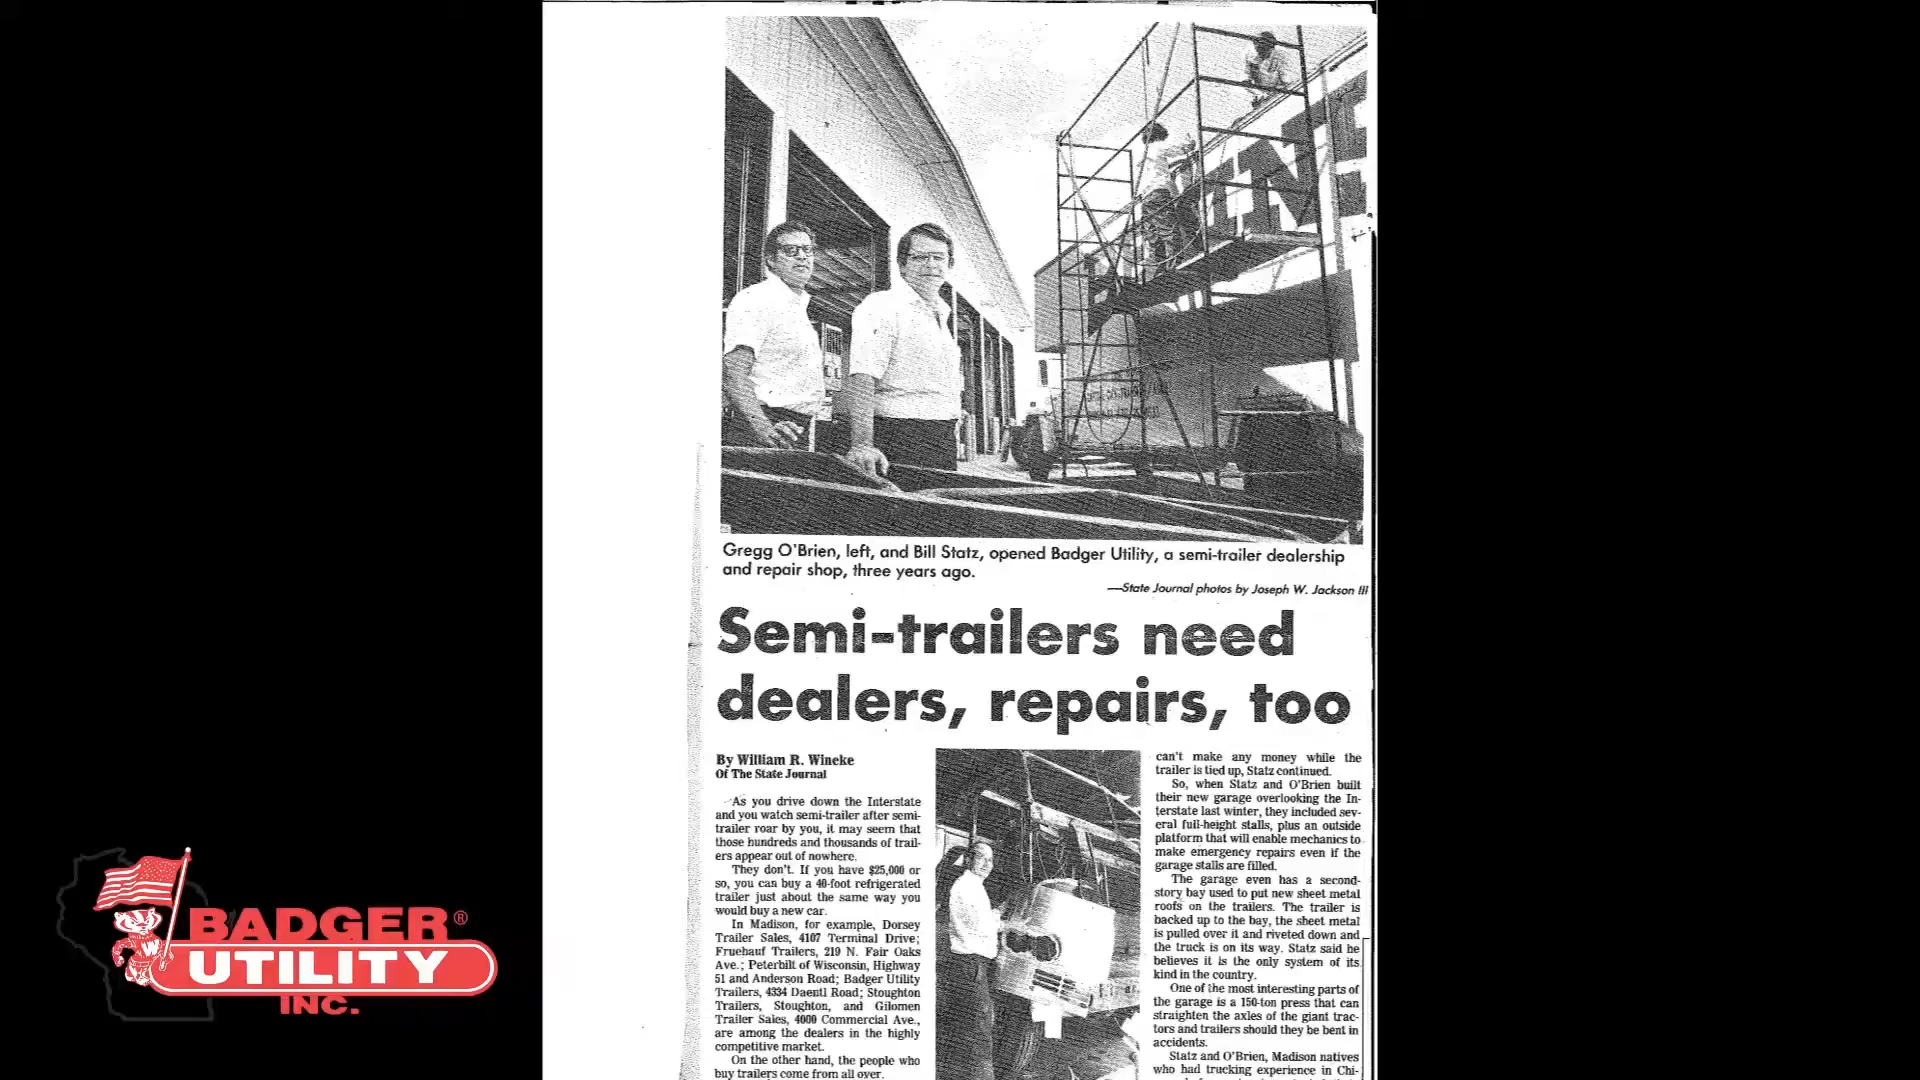 Gregg O'Brien, left, and Bill Statz, opened Badger Utility, a semi-trailer dealership
and repair shop, three years ago.
—State Journal photos by Joseph W. Jackson III
Semi-trailers need
dealers, repairs, too
By William R. Wineke
Of The State Journal
As you drive down the Interstate
and you watch semi-trailer after semi-
trailer roar by you, it may seem that
those hundreds and thousands of trail-
ers appear out of nowhere.
They don't. If you have $25,000 or
so, you can buy a 40-foot refrigerated
trailer just about the same way you
would buy a new car.
In Madison, for example, Dorsey
Trailer Sales, 4107 Terminal Drive;
Fruehauf Trailers, 219 N. Fair Oaks
Ave.; Peterbilt of Wisconsin, Highway
51 and Anderson Road; Badger Utility
Trailers, 4334 Daentl Road; Stoughton
Trailers, Stoughton, and Gilomen
Trailer Sales, 4000 Commercial Ave.,
are among the dealers in the highly
competitive market.
On the other hand, the people who
buy trailers come from all over.
can't make any money while the
trailer is tied up, Statz continued.
So, when Statz and O'Brien built
their new garage overlooking the In-
terstate last winter, they included sev-
eral full-height stalls, plus an outside
platform that will enable mechanics to
make emergency repairs even if the
garage stalls are filled.
The garage even has a second-
story bay used to put new sheet metal
roofs on the trailers. The trailer is
backed up to the bay, the sheet metal
is pulled over it and riveted down and
the truck is on its way. Statz said he
believes it is the only system of its
kind in the country.
One of the most interesting parts of
the garage is a 150-ton press that can
straighten the axles of the giant trac-
tors and trailers should they be bent in
accidents.
Statz and O'Brien, Madison natives
who had trucking experience in Chi-
BADGER®
UTILITY
INC.